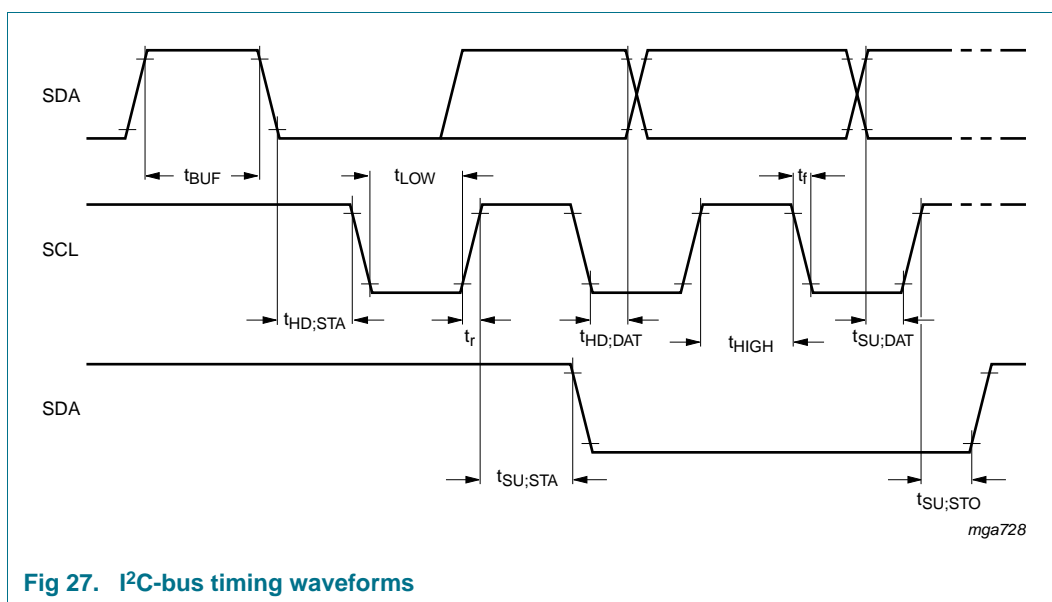 SDA
tBUF
tLOW
tf
SCL
tHD;STA
tr
tHD;DAT
tHIGH
tSU;DAT
SDA
tSU;STA
tSU;STO
mga728
Fig 27. I²C-bus timing waveforms